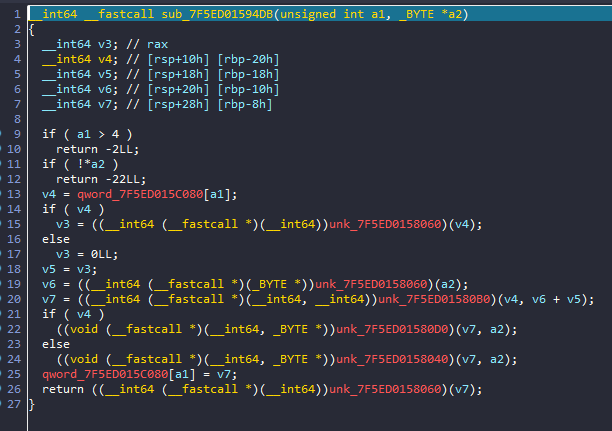 1 __int64 __fastcall sub_7F5ED01594DB(unsigned int a1, _BYTE *a2)
2 {
3 __int64 v3; // rax
4 __int64 v4; // [rsp+10h] [rbp-20h]
5 __int64 v5; // [rsp+18h] [rbp-18h]
6 __int64 v6; // [rsp+20h] [rbp-10h]
7 __int64 v7; // [rsp+28h] [rbp-8h]
8
9 if ( a1 > 4 )
10 return -2LL;
11 if ( !*a2 )
12 return -22LL;
13 v4 = qword_7F5ED015C080[a1];
14 if ( v4 )
15 v3 = ((__int64 (__fastcall *)(__int64))unk_7F5ED0158060)(v4);
16 else
17 v3 = 0LL;
18 v5 = v3;
19 v6 = ((__int64 (__fastcall *)(_BYTE *))unk_7F5ED0158060)(a2);
20 v7 = ((__int64 (__fastcall *)(__int64, __int64))unk_7F5ED01580B0)(v4, v6 + v5);
21 if ( v4 )
22 ((void (__fastcall *)(__int64, _BYTE *))unk_7F5ED01580D0)(v7, a2);
23 else
24 ((void (__fastcall *)(__int64, _BYTE *))unk_7F5ED0158040)(v7, a2);
25 qword_7F5ED015C080[a1] = v7;
26 return ((__int64 (__fastcall *)(__int64))unk_7F5ED0158060)(v7);
27 }